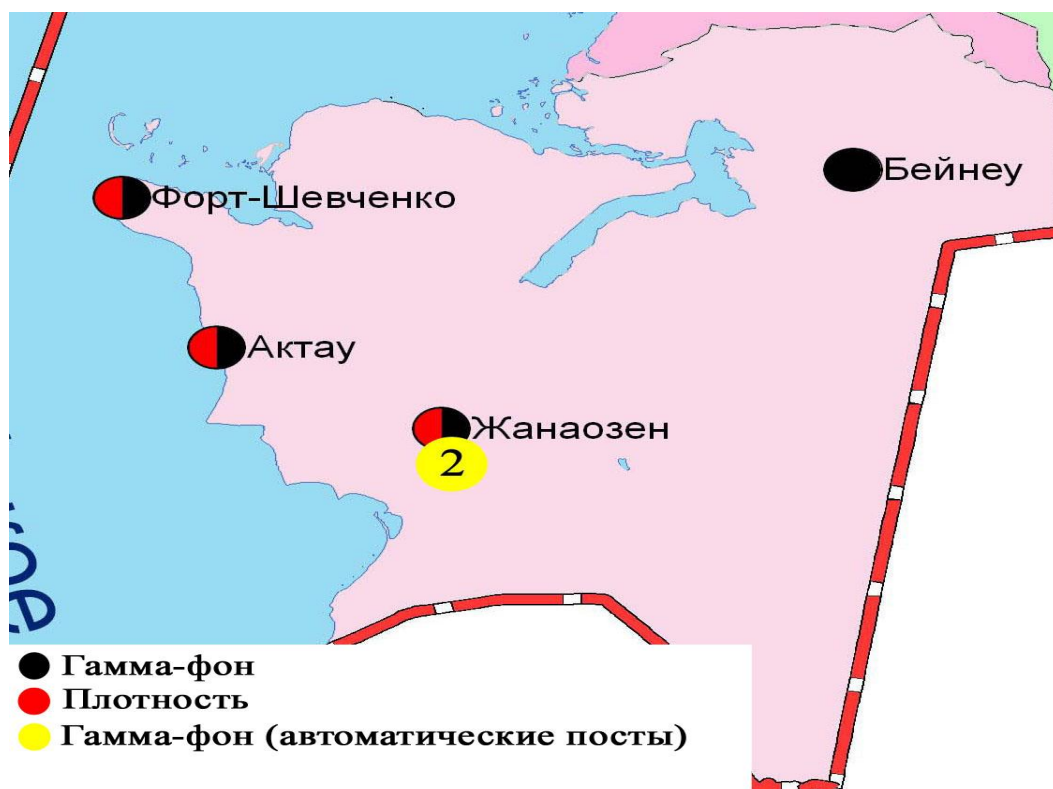 Форт-Шевченко
Бейнеу
Актау
Жанаозен
2
Гамма-фон
Плотность
Гамма-фон (автоматические посты)